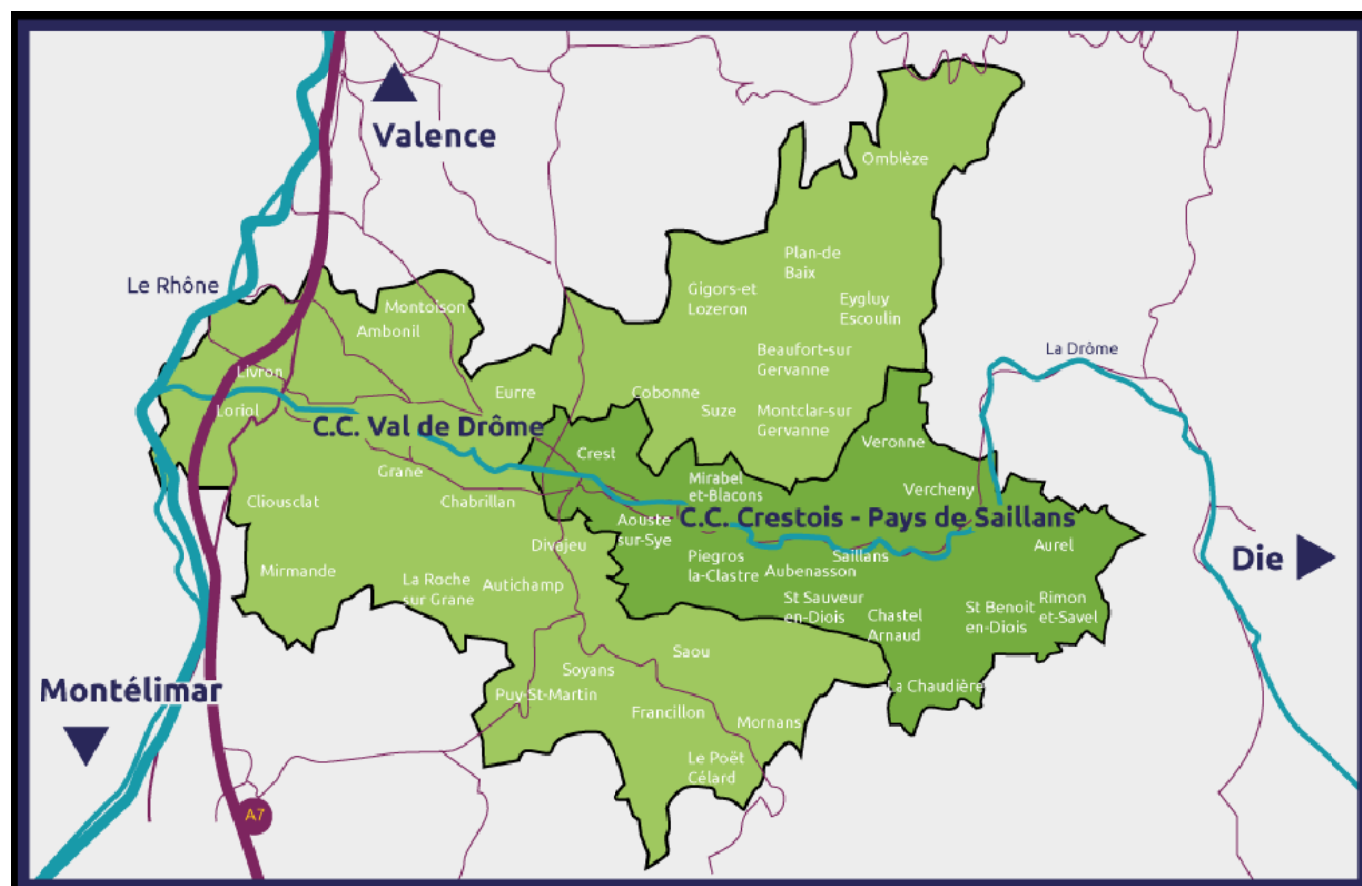 Valence
Omblèze
Plan-de
Baix
Le Rhône
Gigors-et
Lozeron
Eygluy
Escoulin
Montoison
Ambonil
Beaufort-sur
Gervanne
La Drôme
Livron
Eurre
Cobonne
Loriol
Suze
Montclar-sur
Gervanne
C.C. Val de Drôme
Veronne
Crest
Grane
Mirabel
et-Blacons
Vercheny
Cliousclat
Chabrillan
Aouste
sur-Sye
C.C. Crestois - Pays de Saillans
Divajeu
Aurel
Saillans
Die
Piegros
la-Clastre
Aubenasson
Mirmande
La Roche
sur-Grane
Autichamp
St Sauveur
en-Diois
Chastel
Arnaud
St Benoit
en-Diois
Rimon
et-Savel
Saou
Soyans
Montélimar
Puy-St-Martin
La Chaudière
Francillon
Mornans
Le Poët
Célard
A7